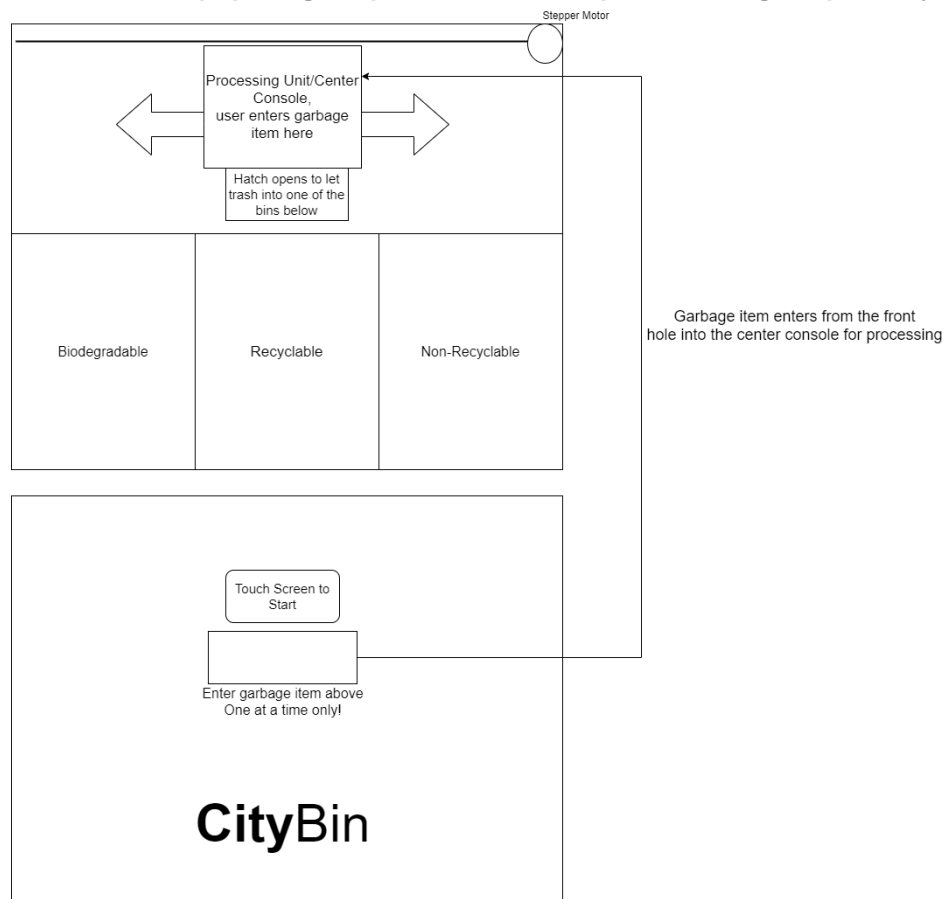 Stepper Motor
Processing Unit/Center
Console,
user enters garbage
item here
Hatch opens to let
trash into one of the
bins below
Biodegradable
Recyclable
Non-Recyclable
Garbage item enters from the front
hole into the center console for processing
Touch Screen to
Start
Enter garbage item above
One at a time only!
CityBin